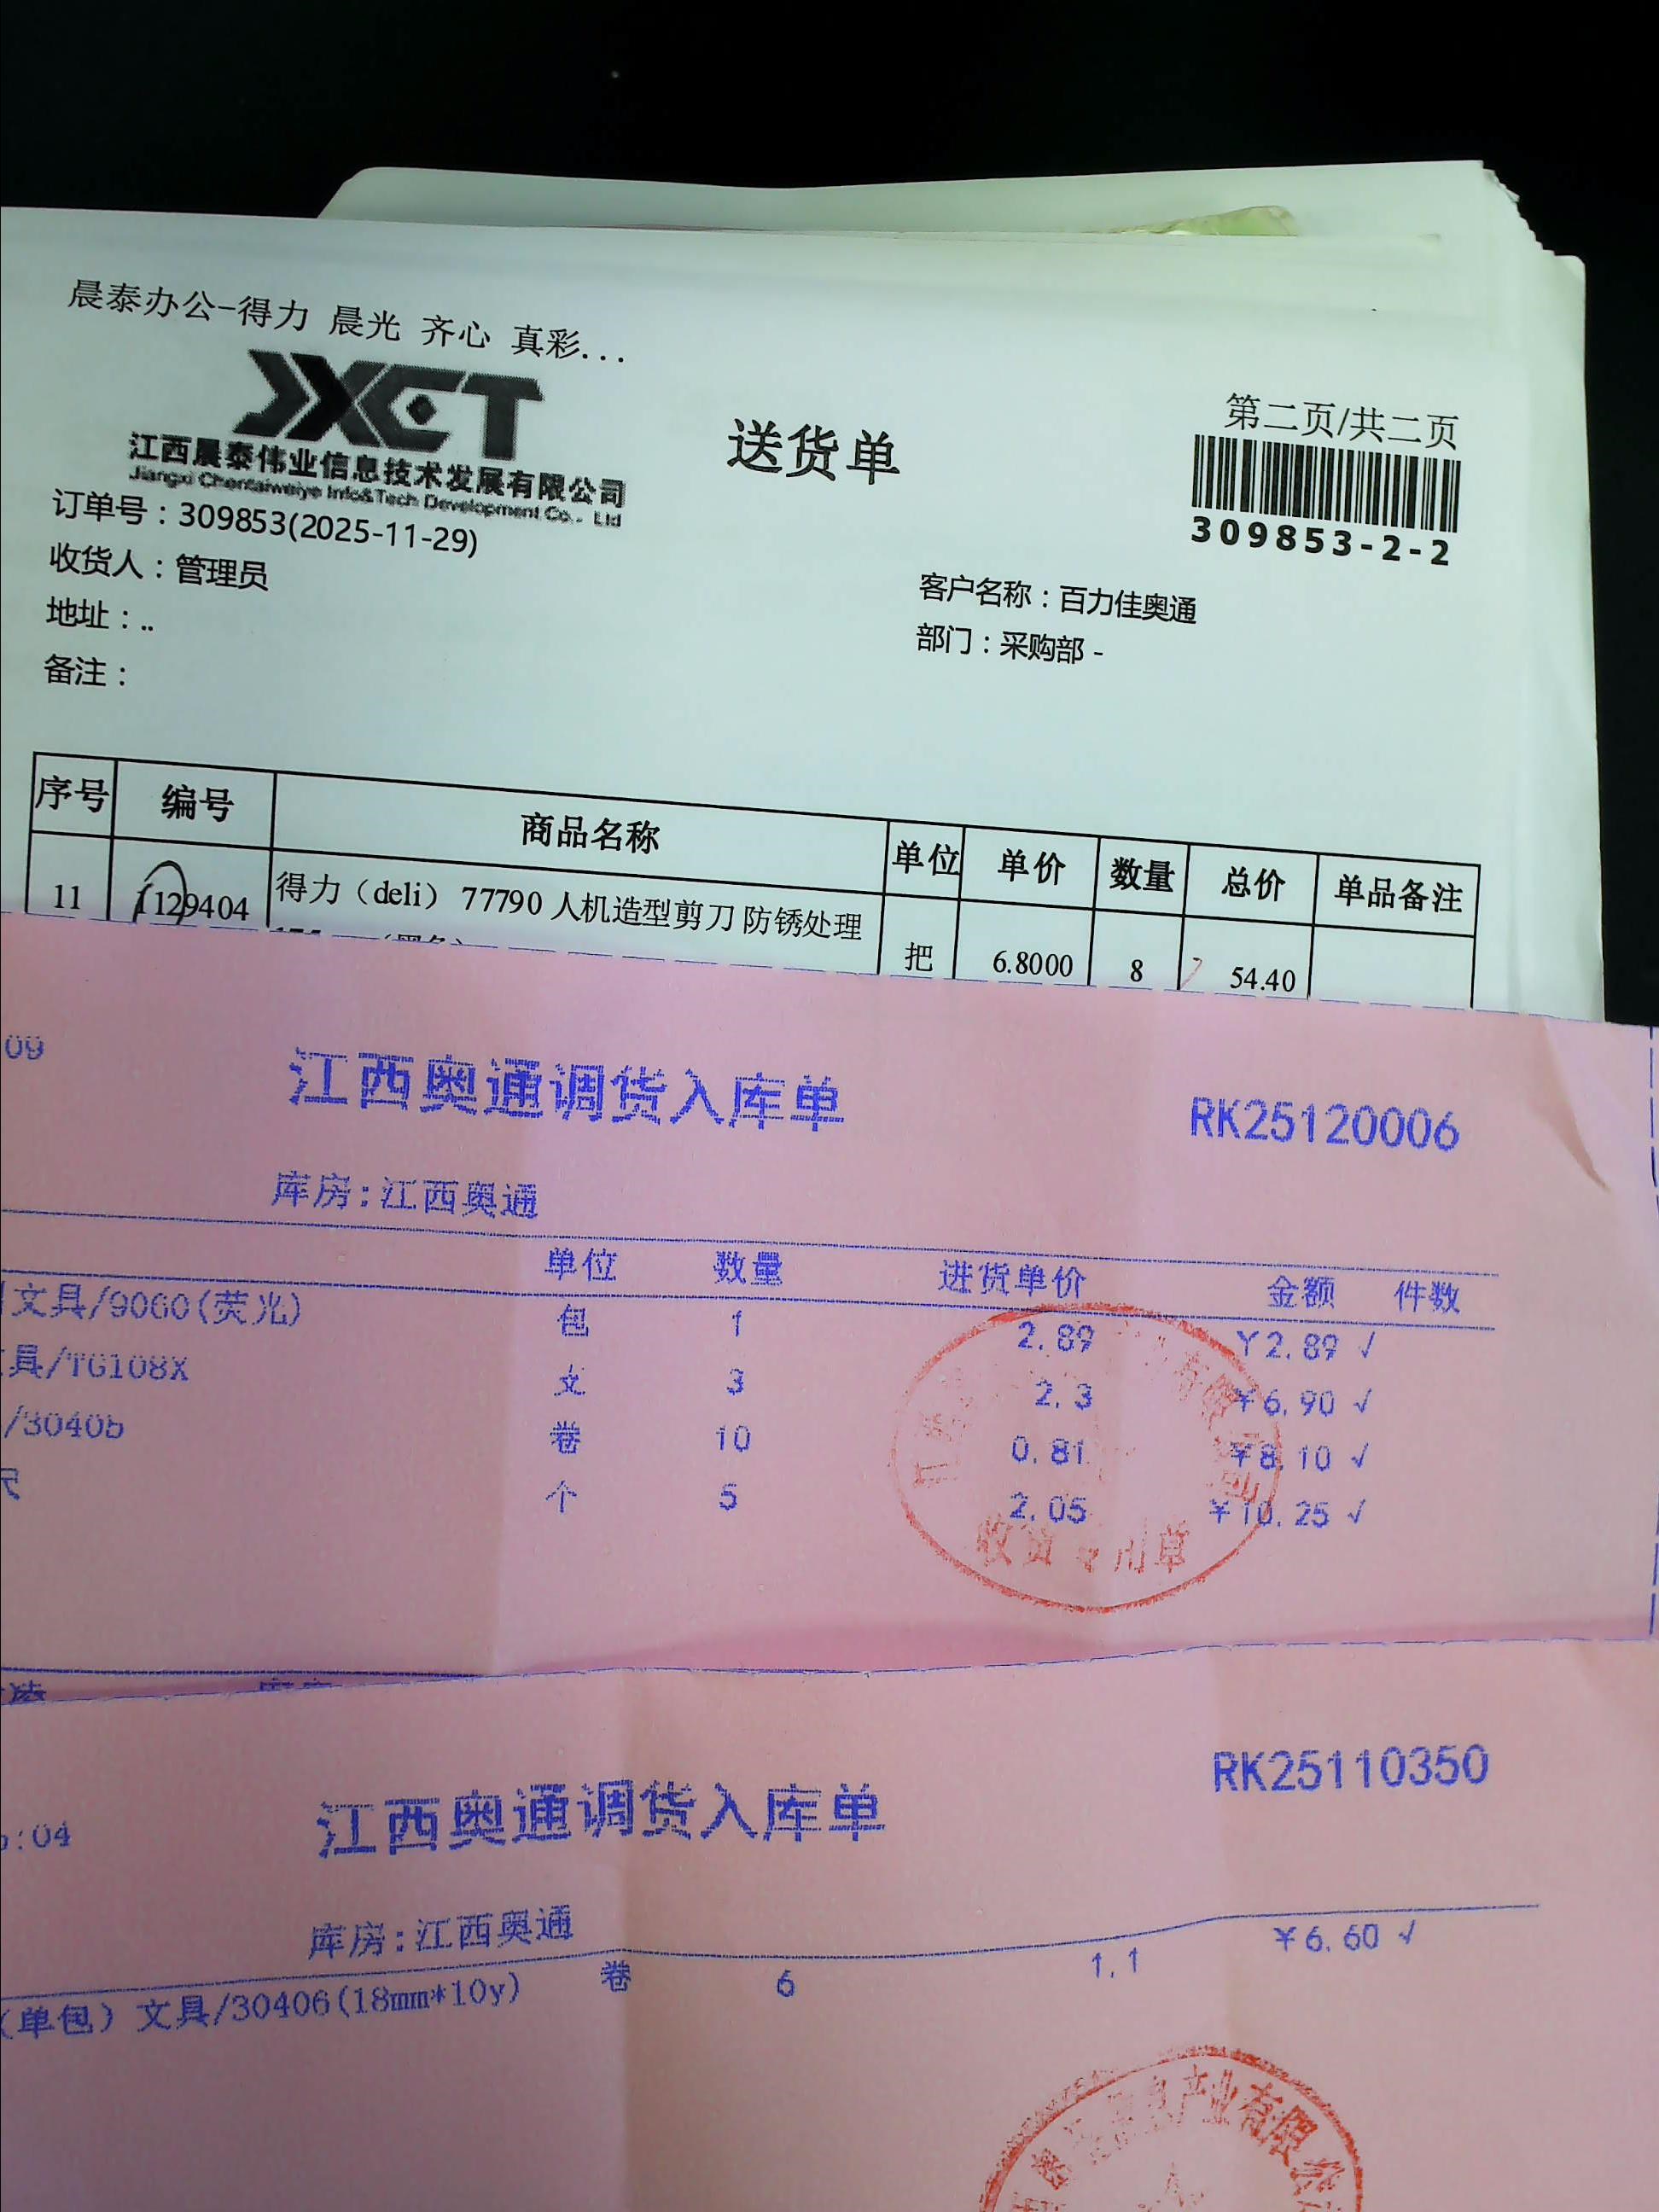 晨泰办公-得力 晨光 齐心 真彩...
JXCT
江西晨泰伟业信息技术发展有限公司
Jiangxi Chentaiweiye Info&Tech Development Co., Ltd
送货单
第二页/共二页
309853-2-2
订单号：309853(2025-11-29)
收货人：管理员
客户名称：百力佳奥通
地址：..
部门：采购部 -
备注：
序号 编号 商品名称 单位 单价 数量 总价 单品备注
11 1129404 得力（deli） 77790 人机造型剪刀 防锈处理 把 6.8000 8 54.40
09 江西奥通调货入库单 RK25120006
库房:江西奥通
单位 数量 进货单价 金额 件数
文具/9060(荧光) 包 1 2.89 ¥2.89 √
具/TG108X 支 3 2.3 ¥6.90 √
/30405 卷 10 0.81 ¥8.10 √
尺 个 5 2.05 ¥10.25 √
收货专用章
:04 江西奥通调货入库单 RK25110350
库房:江西奥通
(单包) 文具/30406(18mm*10y) 卷 6 1.1 ¥6.60 √
产业有限公